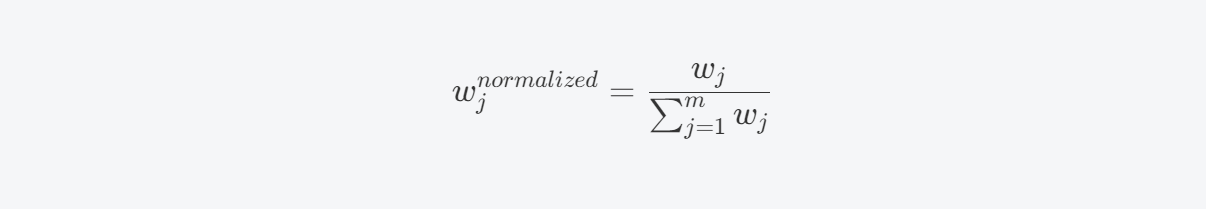 w_j^{normalized} = \frac{w_j}{\sum_{j=1}^{m} w_j}